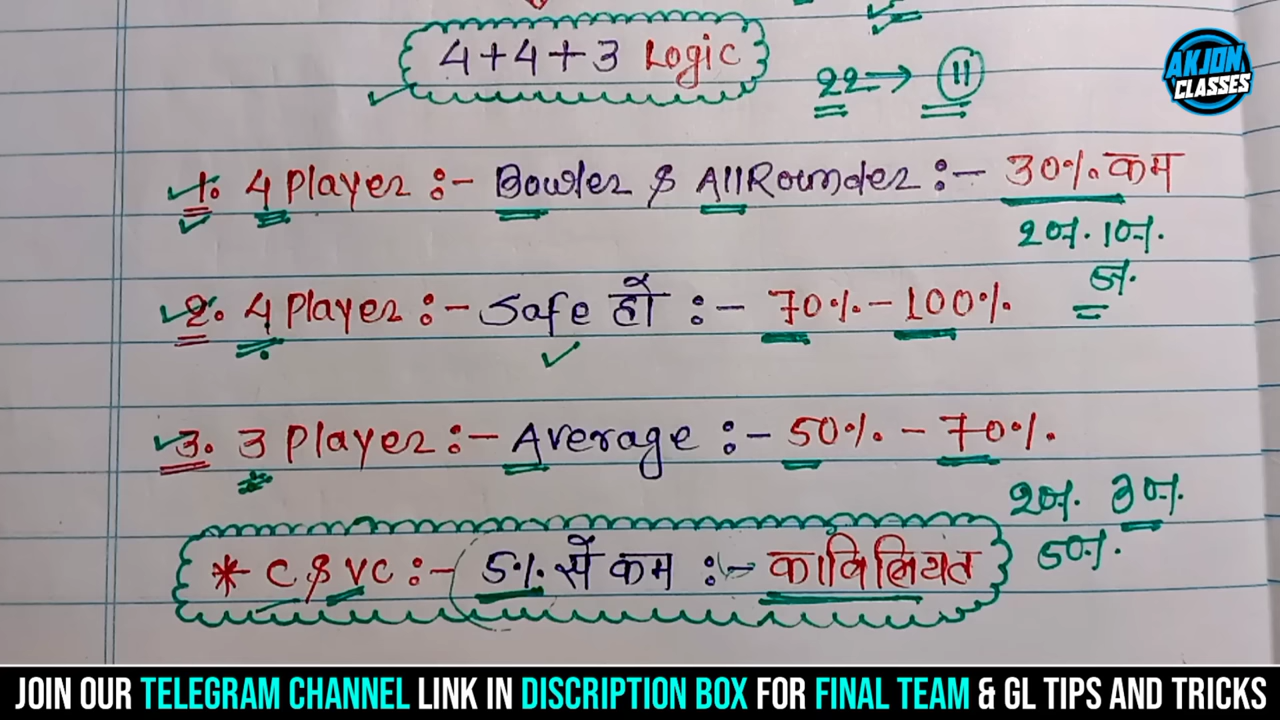 4+4+3 Logic
22→ 11
AKJON
CLASSES
1. 4 Player :- Bowler & AllRounder :- 30% कम
20%. 10%.
5%.
2. 4 Player :- Safe हो :- 70% - 100%
3. 3 Player :- Average :- 50% - 70%.
20%. 30%.
50%.
* C & VC :- 5% से कम :- काबिलियत
JOIN OUR TELEGRAM CHANNEL LINK IN DISCRIPTION BOX FOR FINAL TEAM & GL TIPS AND TRICKS